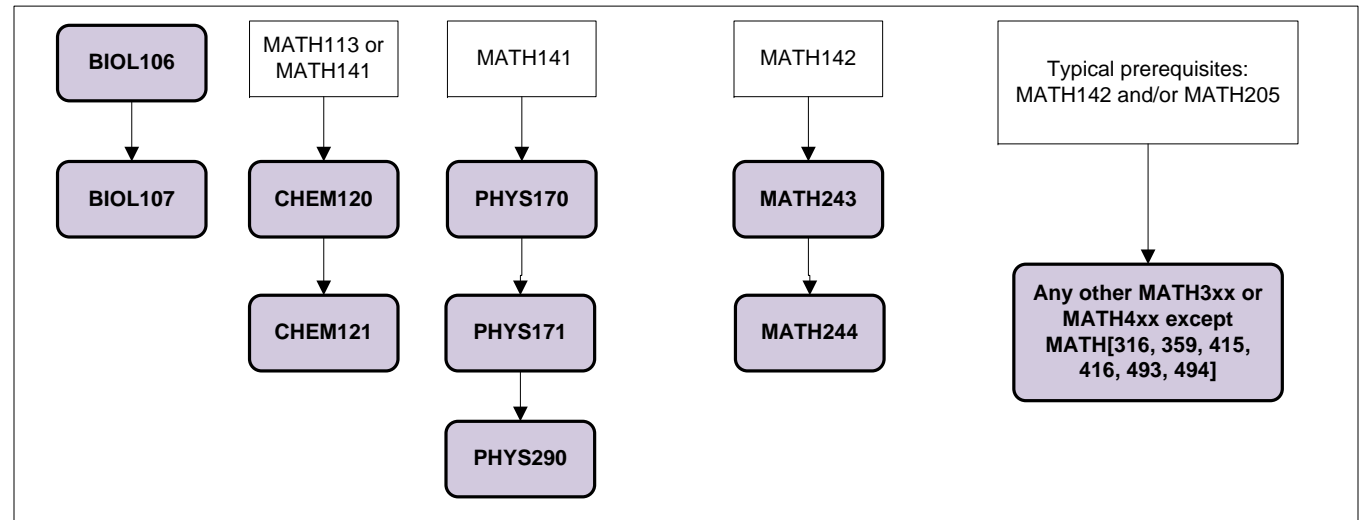 BIOL106
MATH113 or
MATH141
MATH141
MATH142
Typical prerequisites:
MATH142 and/or MATH205
BIOL107
CHEM120
PHYS170
MATH243
CHEM121
PHYS171
MATH244
Any other MATH3xx or
MATH4xx except
MATH[316, 359, 415,
416, 493, 494]
PHYS290